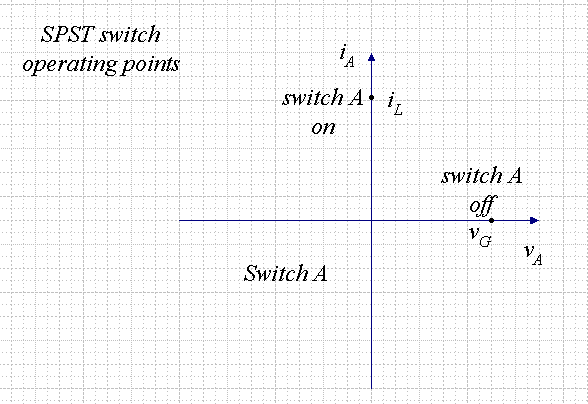 SPST switch
operating points
i_A
switch A
on
i_L
switch A
off
v_G
v_A
Switch A